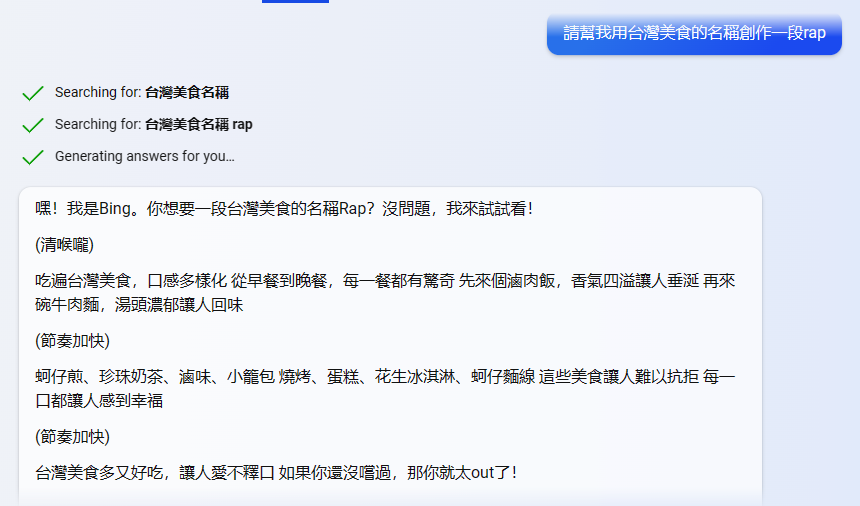 請幫我用台灣美食的名稱創作一段rap
Searching for: 台灣美食名稱
Searching for: 台灣美食名稱 rap
Generating answers for you…
嘿！我是Bing。你想要一段台灣美食的名稱Rap？沒問題，我來試試看！
(清喉嚨)
吃遍台灣美食，口感多樣化 從早餐到晚餐，每一餐都有驚奇 先來個滷肉飯，香氣四溢讓人垂涎 再來
碗牛肉麵，湯頭濃郁讓人回味
(節奏加快)
蚵仔煎、珍珠奶茶、滷味、小籠包 燒烤、蛋糕、花生冰淇淋、蚵仔麵線 這些美食讓人難以抗拒 每一
口都讓人感到幸福
(節奏加快)
台灣美食多又好吃，讓人愛不釋口 如果你還沒嚐過，那你就太out了！